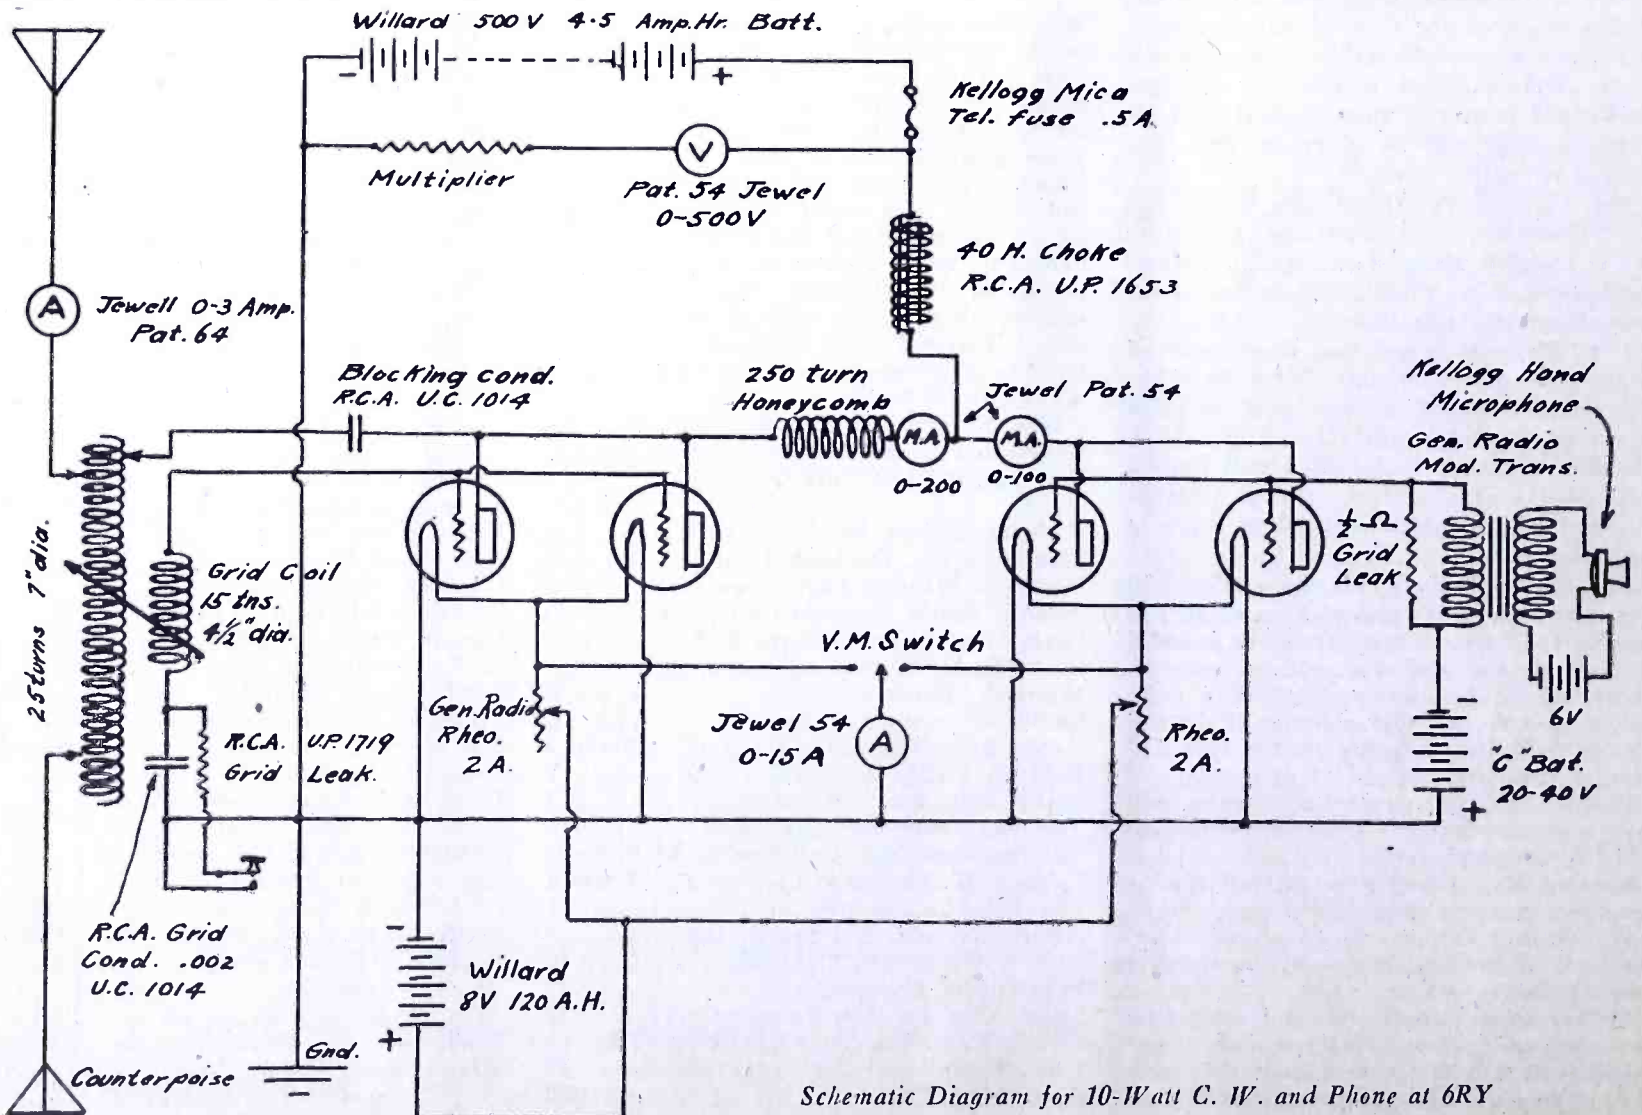 Willard 500 V 4.5 Amp. Hr. Batt.
- +
Kellogg Mica
Tel. fuse .5A
Multiplier
V
Pat. 54 Jewel
0-500V
40 H. Choke
R.C.A. U.P. 1653
A
Jewell 0-3 Amp.
Pat. 64
Blocking cond.
R.C.A. U.C. 1014
250 turn
Honeycomb
Jewel Pat. 54
M.A.
0-200
M.A.
0-100
Kellogg Hand
Microphone
Gen. Radio
Mod. Trans.
25 turns 7" dia.
Grid Coil
15 tns.
4½" dia.
½ Ω
Grid
Leak
V.M. Switch
Gen. Radio
Rheo.
2 A.
Jewel 54
0-15 A
A
Rheo.
2 A.
6V
-
"C" Bat.
20-40 V
+
R.C.A. U.P. 1719
Grid Leak.
R.C.A. Grid
Cond. .002
U.C. 1014
-
Willard
8V 120 A.H.
+
Gnd.
Counterpoise
Schematic Diagram for 10-Watt C. W. and Phone at 6RY